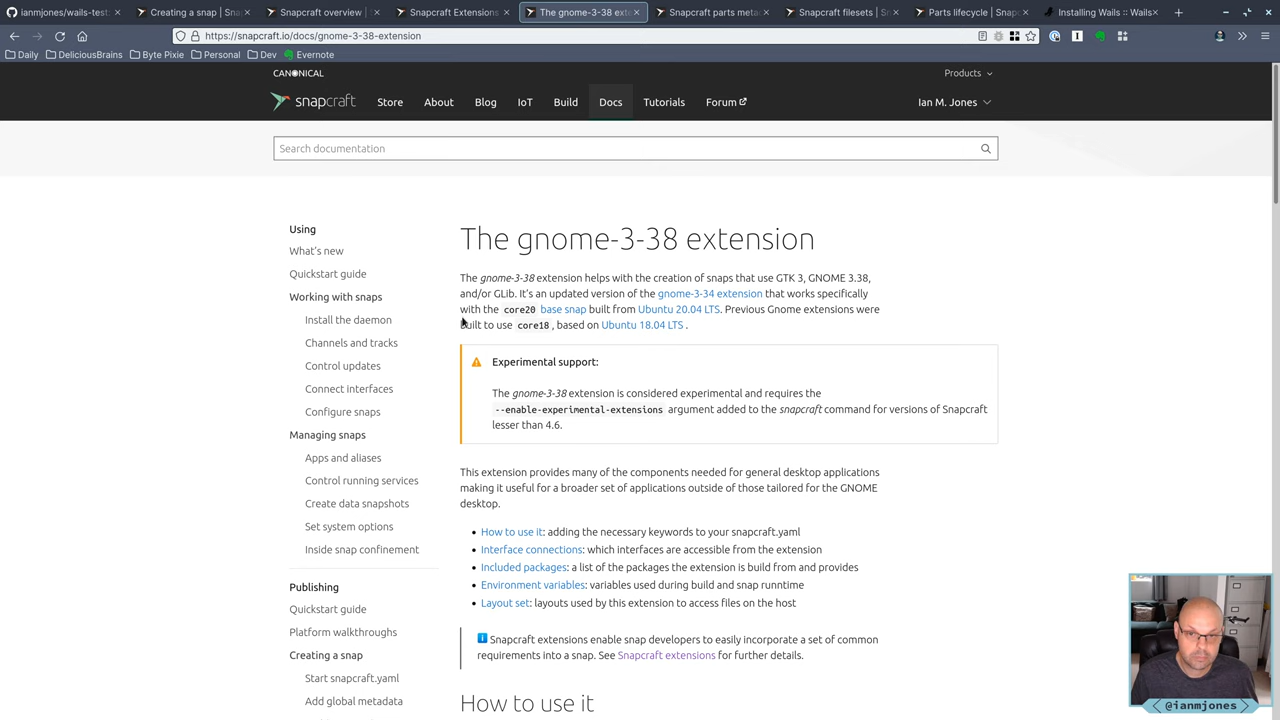 ianmjones/wails-test:
Creating a snap | Snap
Snapcraft overview |
Snapcraft Extensions
The gnome-3-38 exte
Snapcraft parts meta
Snapcraft filesets | Sn
Parts lifecycle | Snapc
Installing Wails :: Wails
https://snapcraft.io/docs/gnome-3-38-extension
Daily
DeliciousBrains
Byte Pixie
Personal
Dev
Evernote
CANONICAL
Products
snapcraft
Store
About
Blog
IoT
Build
Docs
Tutorials
Forum
Ian M. Jones
Search documentation
Using
What's new
Quickstart guide
Working with snaps
Install the daemon
Channels and tracks
Control updates
Connect interfaces
Configure snaps
Managing snaps
Apps and aliases
Control running services
Create data snapshots
Set system options
Inside snap confinement
Publishing
Quickstart guide
Platform walkthroughs
Creating a snap
Start snapcraft.yaml
Add global metadata
The gnome-3-38 extension
The gnome-3-38 extension helps with the creation of snaps that use GTK 3, GNOME 3.38,
and/or GLib. It's an updated version of the gnome-3-34 extension that works specifically
with the core20 base snap built from Ubuntu 20.04 LTS. Previous Gnome extensions were
built to use core18 , based on Ubuntu 18.04 LTS .
Experimental support:
The gnome-3-38 extension is considered experimental and requires the
--enable-experimental-extensions argument added to the snapcraft command for versions of Snapcraft
lesser than 4.6.
This extension provides many of the components needed for general desktop applications
making it useful for a broader set of applications outside of those tailored for the GNOME
desktop.
• How to use it: adding the necessary keywords to your snapcraft.yaml
• Interface connections: which interfaces are accessible from the extension
• Included packages: a list of the packages the extension is build from and provides
• Environment variables: variables used during build and snap runntime
• Layout set: layouts used by this extension to access files on the host
Snapcraft extensions enable snap developers to easily incorporate a set of common
requirements into a snap. See Snapcraft extensions for further details.
How to use it
@ianmjones